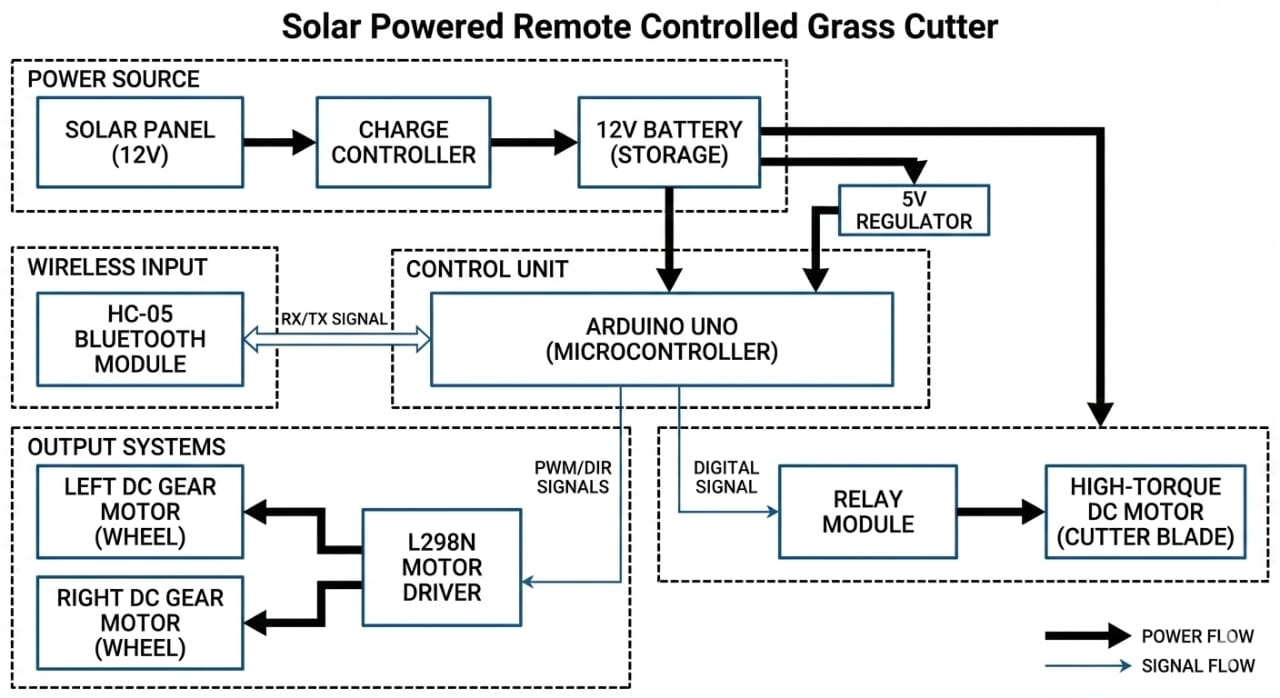 Solar Powered Remote Controlled Grass Cutter
POWER SOURCE
SOLAR PANEL
(12V)
CHARGE
CONTROLLER
12V BATTERY
(STORAGE)
5V
REGULATOR
WIRELESS INPUT
HC-05
BLUETOOTH
MODULE
RX/TX SIGNAL
CONTROL UNIT
ARDUINO UNO
(MICROCONTROLLER)
OUTPUT SYSTEMS
LEFT DC GEAR
MOTOR
(WHEEL)
RIGHT DC GEAR
MOTOR
(WHEEL)
L298N
MOTOR
DRIVER
PWM/DIR
SIGNALS
DIGITAL
SIGNAL
RELAY
MODULE
HIGH-TORQUE
DC MOTOR
(CUTTER BLADE)
POWER FLOW
SIGNAL FLOW